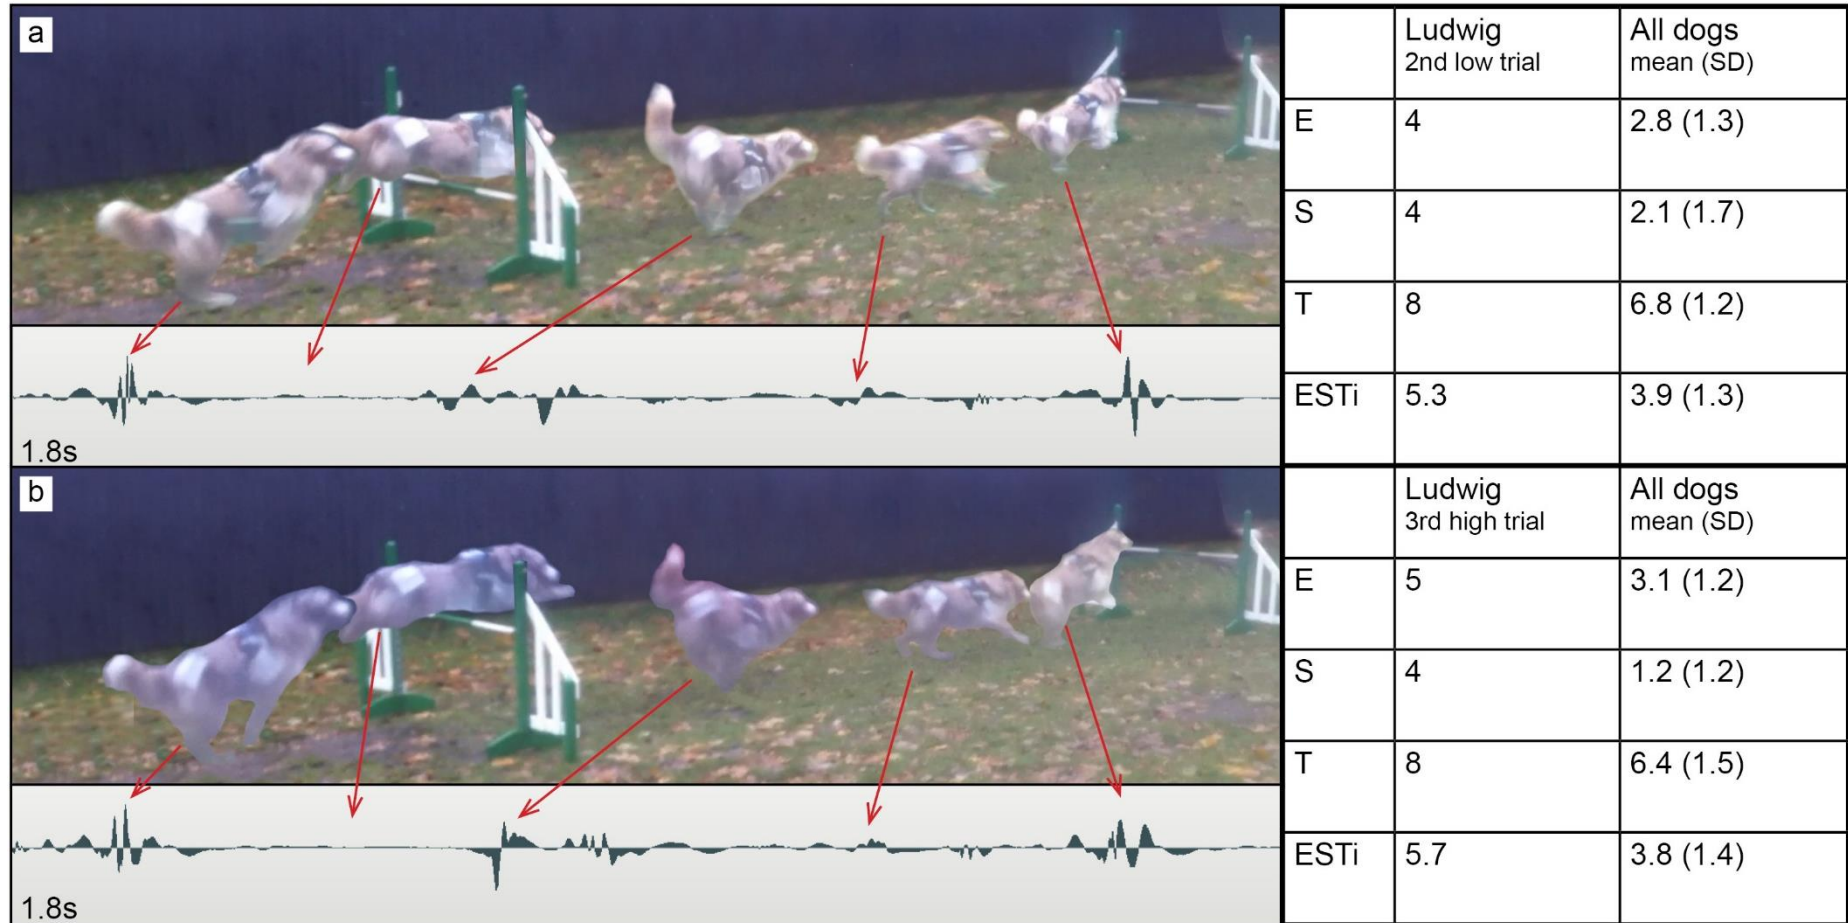 a
1.8s
Ludwig All dogs
2nd low trial mean (SD)
E 4 2.8 (1.3)
S 4 2.1 (1.7)
T 8 6.8 (1.2)
ESTi 5.3 3.9 (1.3)
b
1.8s
Ludwig All dogs
3rd high trial mean (SD)
E 5 3.1 (1.2)
S 4 1.2 (1.2)
T 8 6.4 (1.5)
ESTi 5.7 3.8 (1.4)